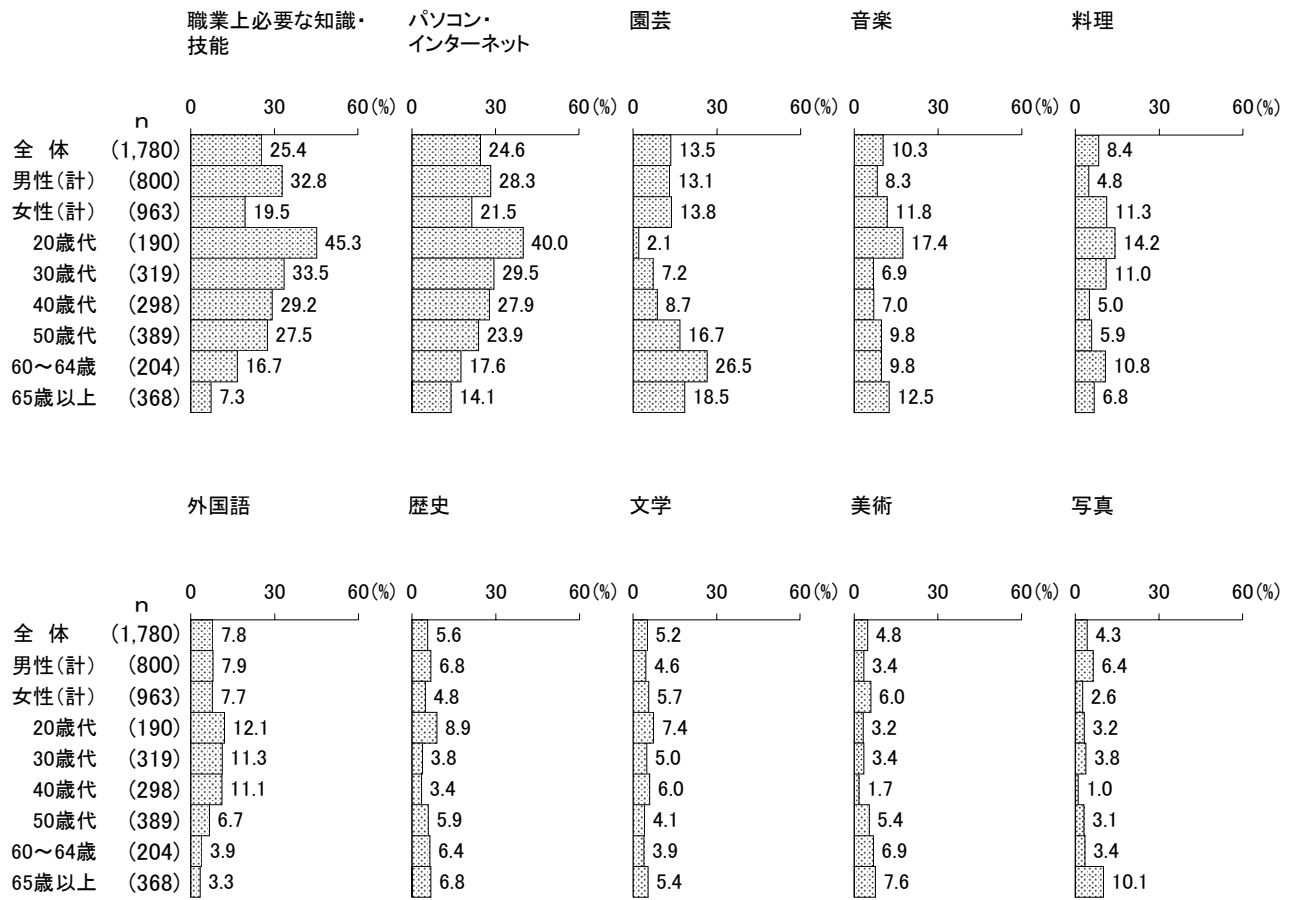 職業上必要な知識・ パソコン・ 園芸 音楽 料理
技能 インターネット
0 30 60(%) 0 30 60(%) 0 30 60(%) 0 30 60(%) 0 30 60(%)
n
全 体 (1,780) 25.4 24.6 13.5 10.3 8.4
男性(計) (800) 32.8 28.3 13.1 8.3 4.8
女性(計) (963) 19.5 21.5 13.8 11.8 11.3
20歳代 (190) 45.3 40.0 2.1 17.4 14.2
30歳代 (319) 33.5 29.5 7.2 6.9 11.0
40歳代 (298) 29.2 27.9 8.7 7.0 5.0
50歳代 (389) 27.5 23.9 16.7 9.8 5.9
60～64歳 (204) 16.7 17.6 26.5 9.8 10.8
65歳以上 (368) 7.3 14.1 18.5 12.5 6.8
外国語 歴史 文学 美術 写真
0 30 60(%) 0 30 60(%) 0 30 60(%) 0 30 60(%) 0 30 60(%)
n
全 体 (1,780) 7.8 5.6 5.2 4.8 4.3
男性(計) (800) 7.9 6.8 4.6 3.4 6.4
女性(計) (963) 7.7 4.8 5.7 6.0 2.6
20歳代 (190) 12.1 8.9 7.4 3.2 3.2
30歳代 (319) 11.3 3.8 5.0 3.4 3.8
40歳代 (298) 11.1 3.4 6.0 1.7 1.0
50歳代 (389) 6.7 5.9 4.1 5.4 3.1
60～64歳 (204) 3.9 6.4 3.9 6.9 3.4
65歳以上 (368) 3.3 6.8 5.4 7.6 10.1